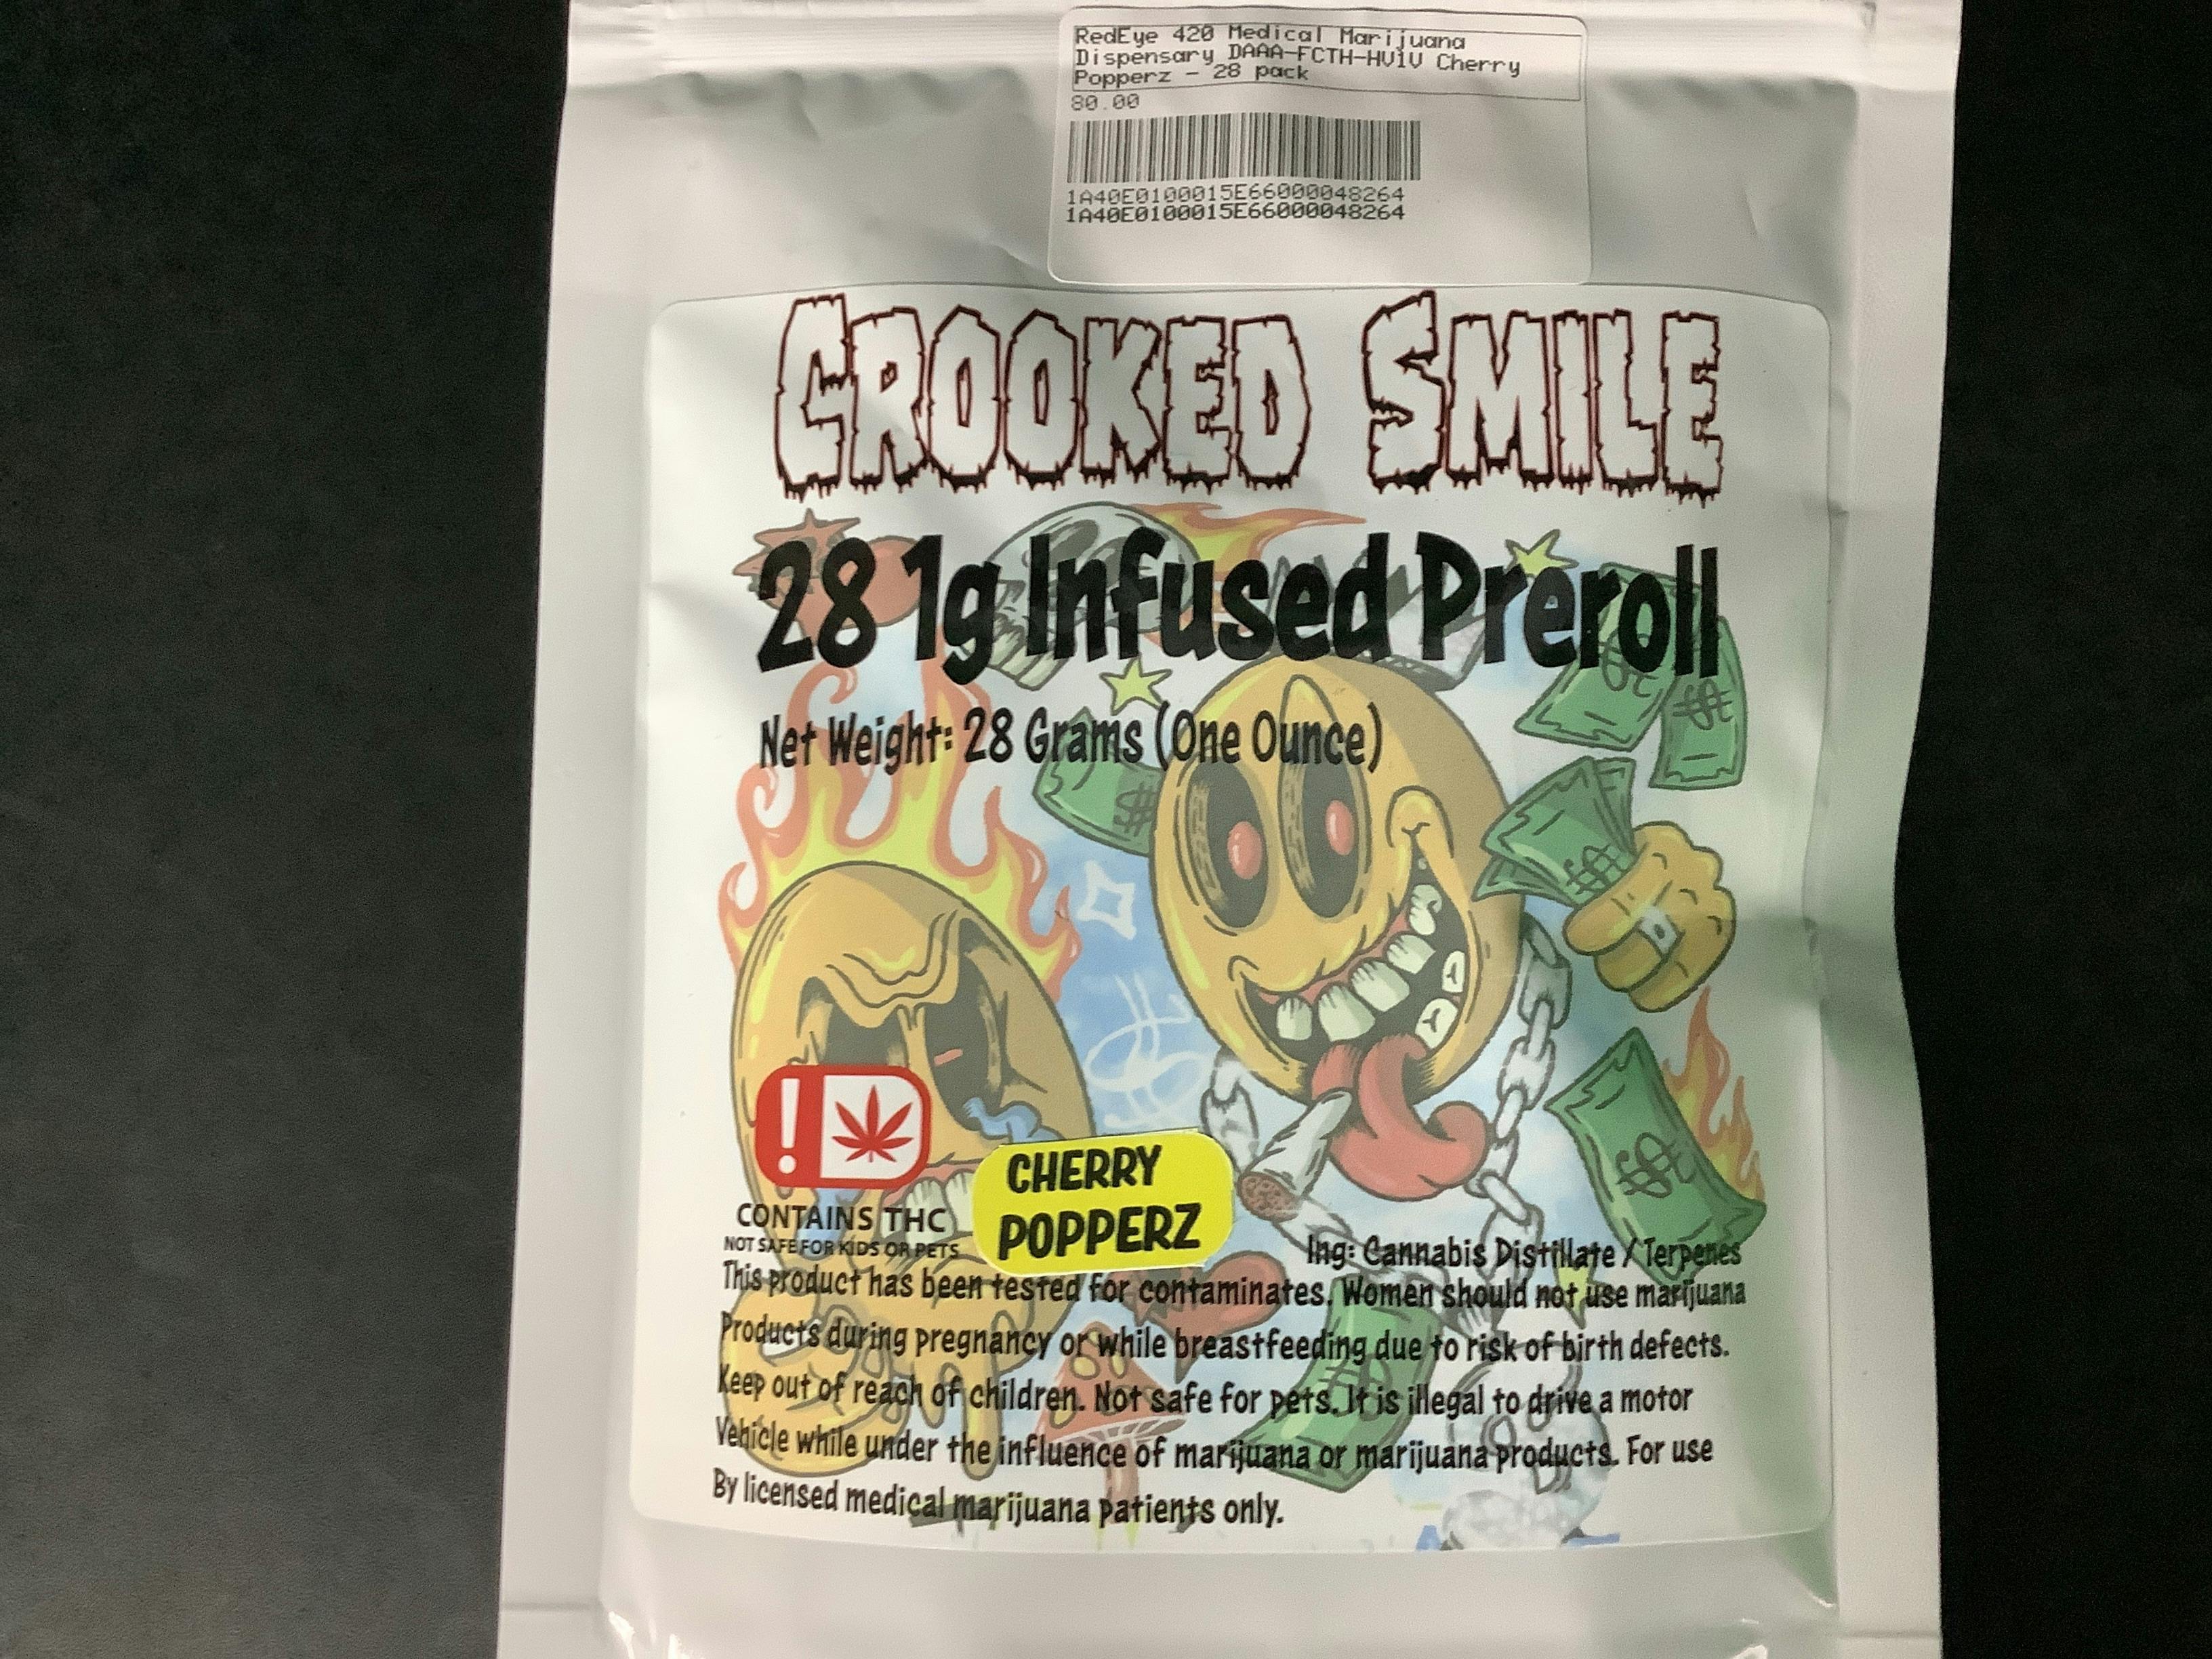 RedEye 420 Medical Marijuana
Dispensary DAAA-FCTH-HV1V Cherry
Popperz - 28 pack
80.00
1A40E0100015E66000048264
1A40E0100015E66000048264
CROOKED SMILE
28 1g Infused Preroll
Net Weight: 28 Grams (One Ounce)
CHERRY
POPPERZ
CONTAINS THC
NOT SAFE FOR KIDS OR PETS
Ing: Cannabis Distillate / Terpenes
This product has been tested for contaminates. Women should not use marijuana
Products during pregnancy or while breastfeeding due to risk of birth defects.
Keep out of reach of children. Not safe for pets. It is illegal to drive a motor
Vehicle while under the influence of marijuana or marijuana products. For use
By licensed medical marijuana patients only.